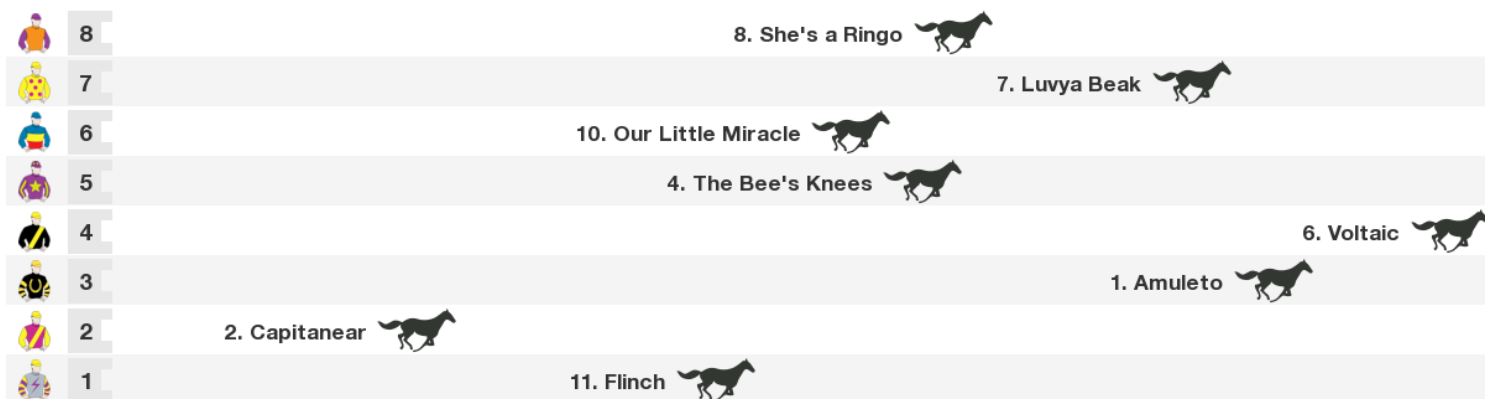 8 8. She's a Ringo
7 7. Luvya Beak
6 10. Our Little Miracle
5 4. The Bee's Knees
4 6. Voltaic
3 1. Amuleto
2 2. Capitanear
1 11. Flinch